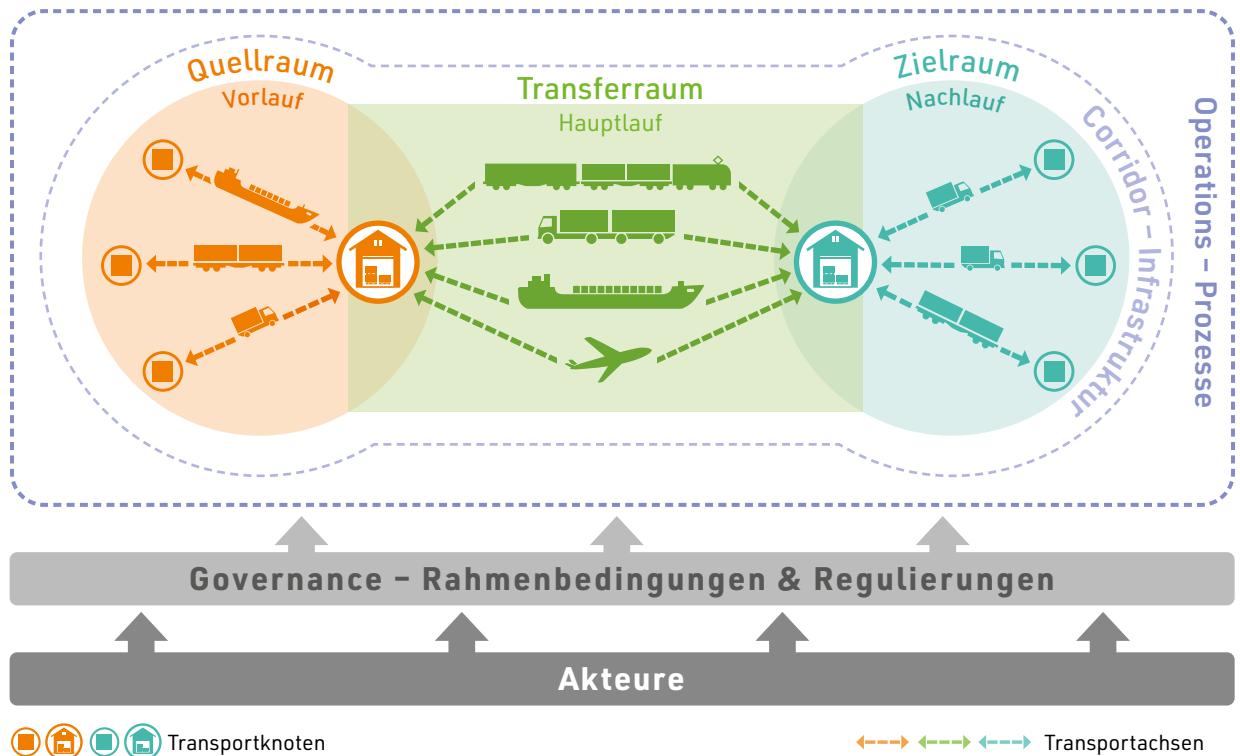 Quellraum
Vorlauf
Transferraum
Hauptlauf
Zielraum
Nachlauf
Corridor – Infrastruktur
Operations – Prozesse
Governance – Rahmenbedingungen & Regulierungen
Akteure
Transportknoten
Transportachsen